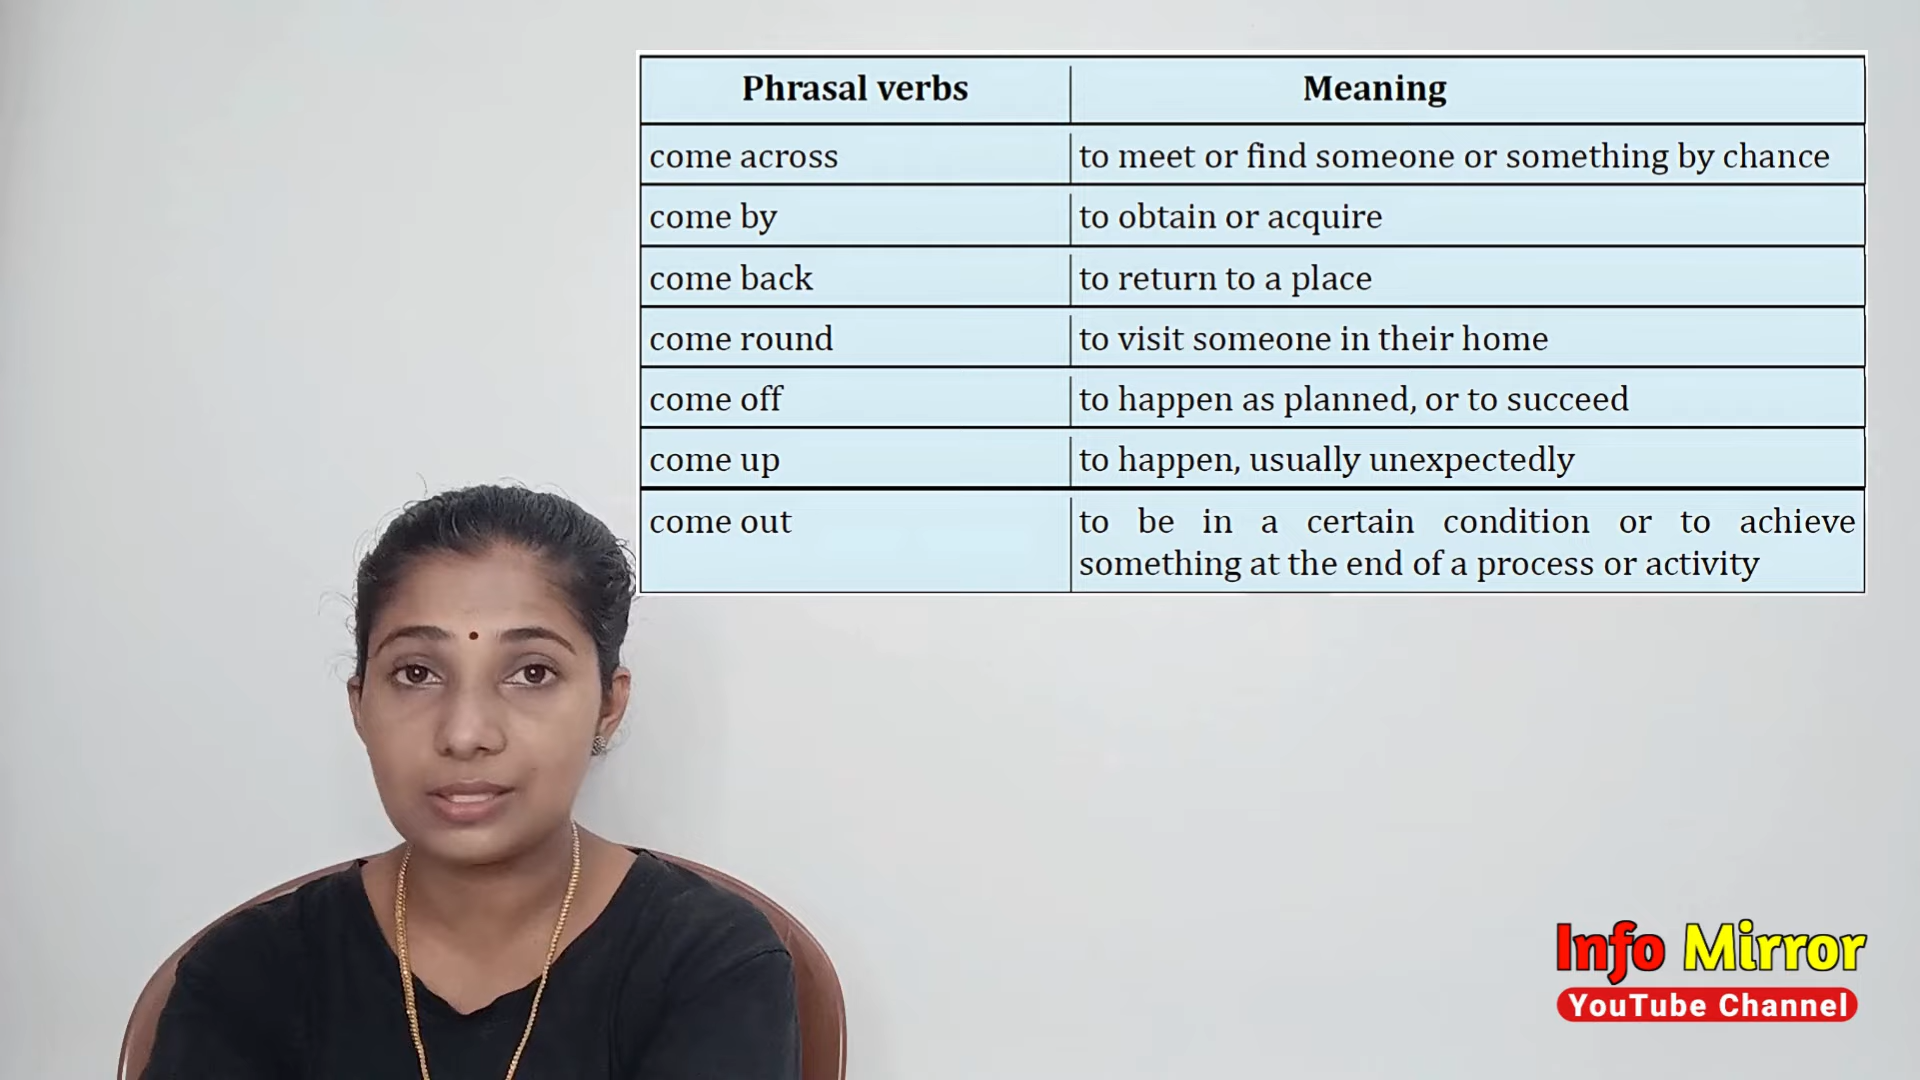 Phrasal verbs Meaning
come across to meet or find someone or something by chance
come by to obtain or acquire
come back to return to a place
come round to visit someone in their home
come off to happen as planned, or to succeed
come up to happen, usually unexpectedly
come out to be in a certain condition or to achieve
something at the end of a process or activity
Info Mirror
YouTube Channel